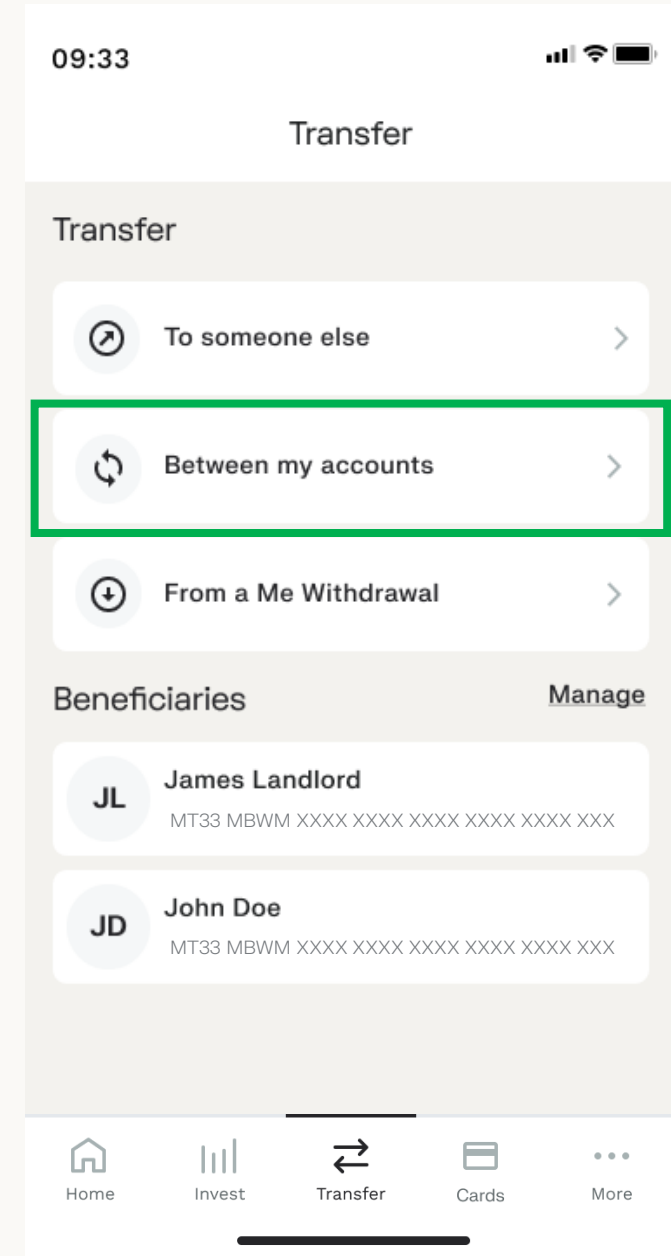 09:33
Transfer
Transfer
To someone else
Between my accounts
From a Me Withdrawal
Beneficiaries
Manage
JL
James Landlord
MT33 MBWM XXXX XXXX XXXX XXXX XXXX XXX
JD
John Doe
MT33 MBWM XXXX XXXX XXXX XXXX XXXX XXX
Home
Invest
Transfer
Cards
More